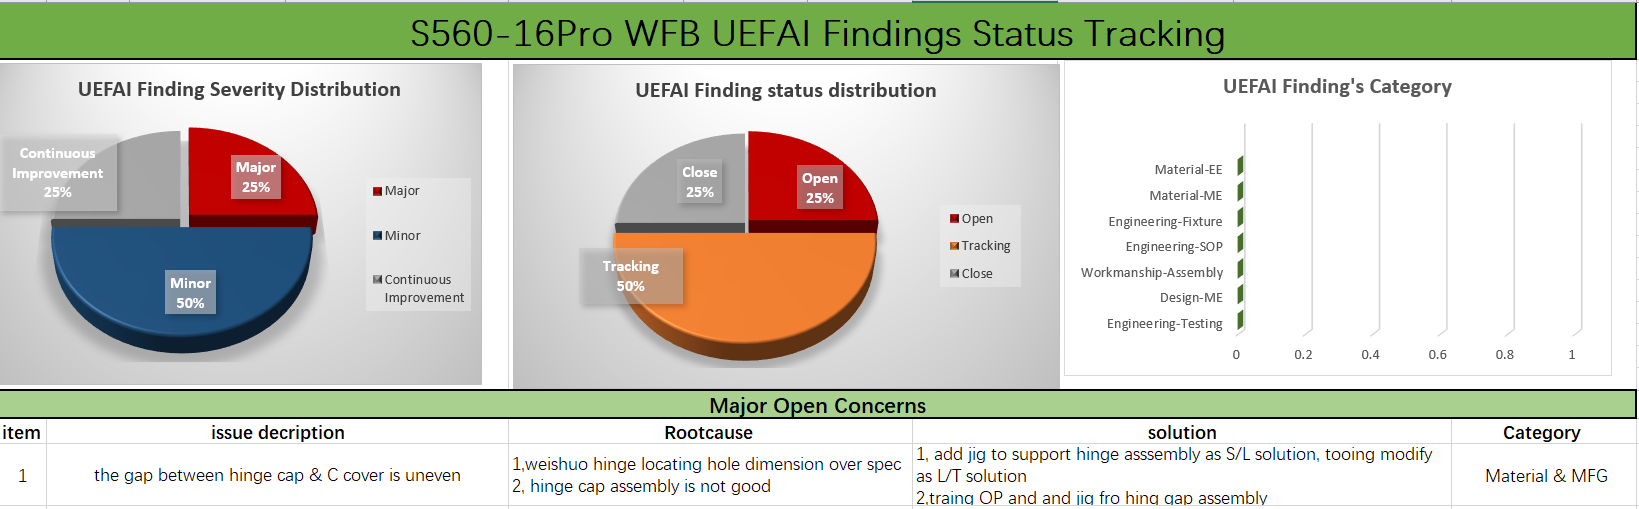 S560-16Pro WFB UEFAI Findings Status Tracking
UEFAI Finding Severity Distribution
Continuous
Improvement
25%
Major
25%
Minor
50%
Major
Minor
Continuous
Improvement
UEFAI Finding status distribution
Close
25%
Open
25%
Tracking
50%
Open
Tracking
Close
UEFAI Finding's Category
Material-EE
Material-ME
Engineering-Fixture
Engineering-SOP
Workmanship-Assembly
Design-ME
Engineering-Testing
0 0.2 0.4 0.6 0.8 1
Major Open Concerns
item issue decription Rootcause solution Category
1 the gap between hinge cap & C cover is uneven
1,weishuo hinge locating hole dimension over spec
2, hinge cap assembly is not good
1, add jig to support hinge asssembly as S/L solution, tooing modify
as L/T solution
2,traing OP and and jig fro hing gap assembly
Material & MFG